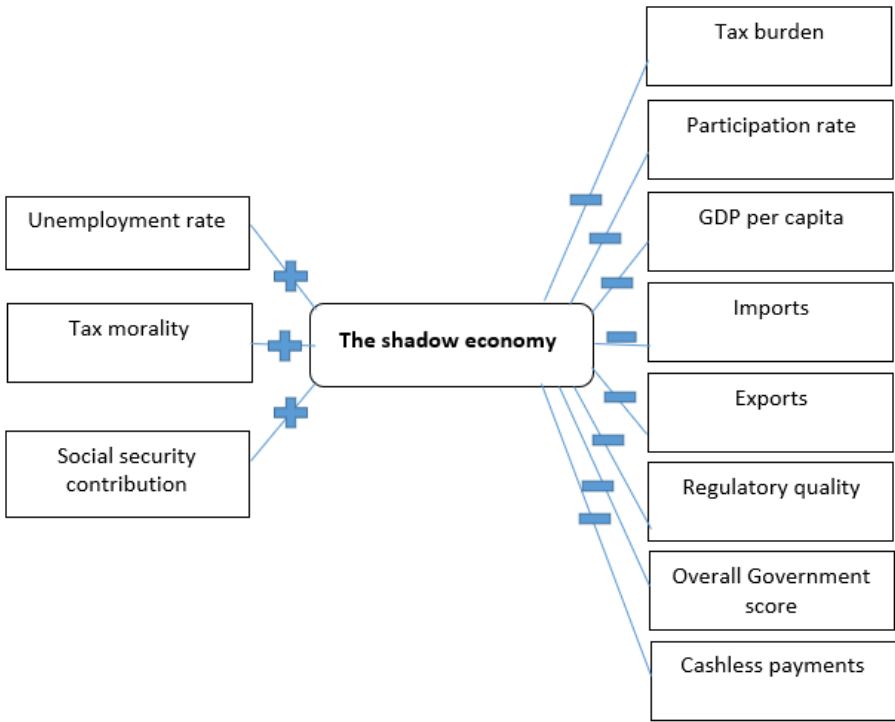 Unemployment rate
Tax morality
Social security
contribution
The shadow economy
Tax burden
Participation rate
GDP per capita
Imports
Exports
Regulatory quality
Overall Government
score
Cashless payments